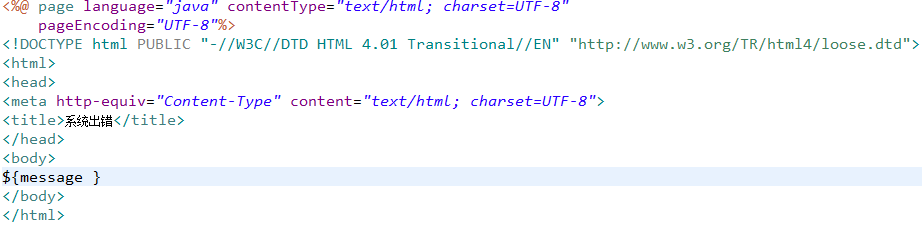 <%@ page language="java" contentType="text/html; charset=UTF-8"
    pageEncoding="UTF-8"%>
<!DOCTYPE html PUBLIC "-//W3C//DTD HTML 4.01 Transitional//EN" "http://www.w3.org/TR/html4/loose.dtd">
<html>
<head>
<meta http-equiv="Content-Type" content="text/html; charset=UTF-8">
<title>系统出错</title>
</head>
<body>
${message }
</body>
</html>